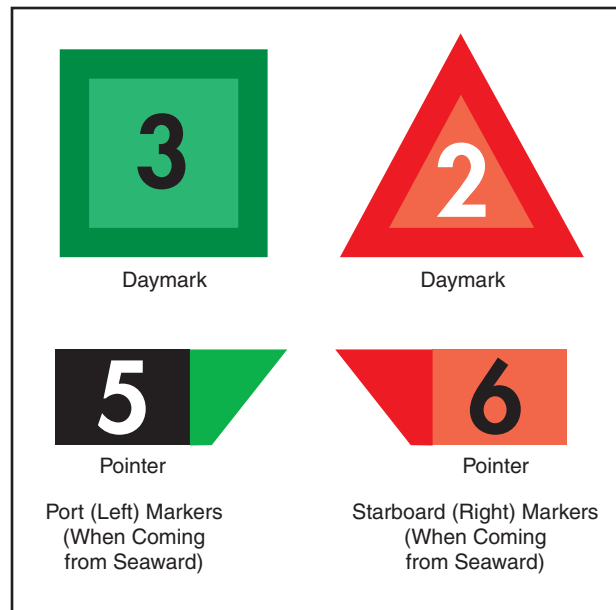 3
2
Daymark
Daymark
5
6
Pointer
Pointer
Port (Left) Markers
(When Coming
from Seaward)
Starboard (Right) Markers
(When Coming
from Seaward)